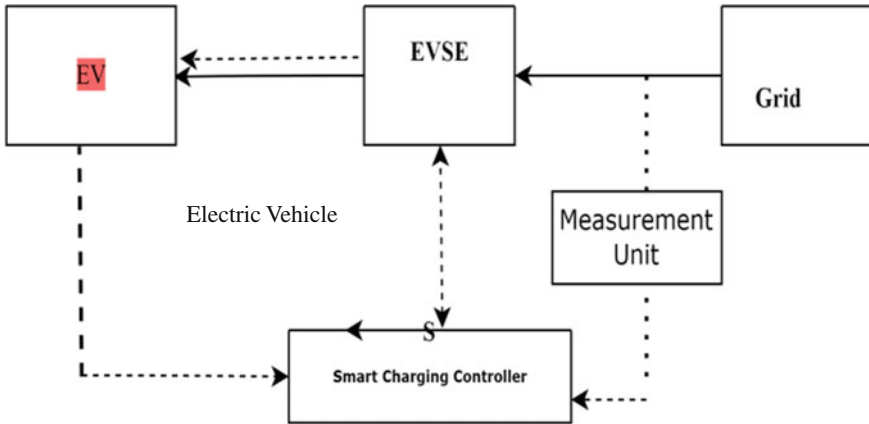 EV
EVSE
Grid
Electric Vehicle
Measurement
Unit
S
Smart Charging Controller